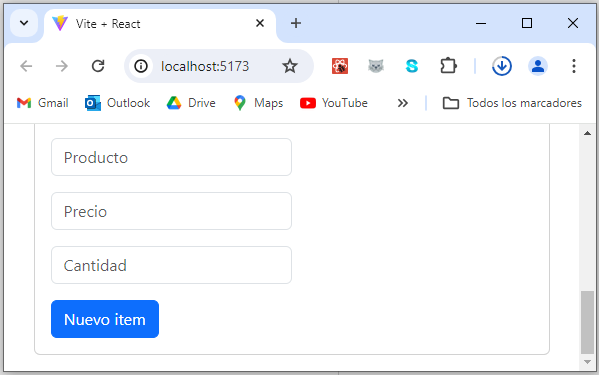 Vite + React
localhost:5173
Gmail Outlook Drive Maps YouTube » Todos los marcadores
Producto
Precio
Cantidad
Nuevo item